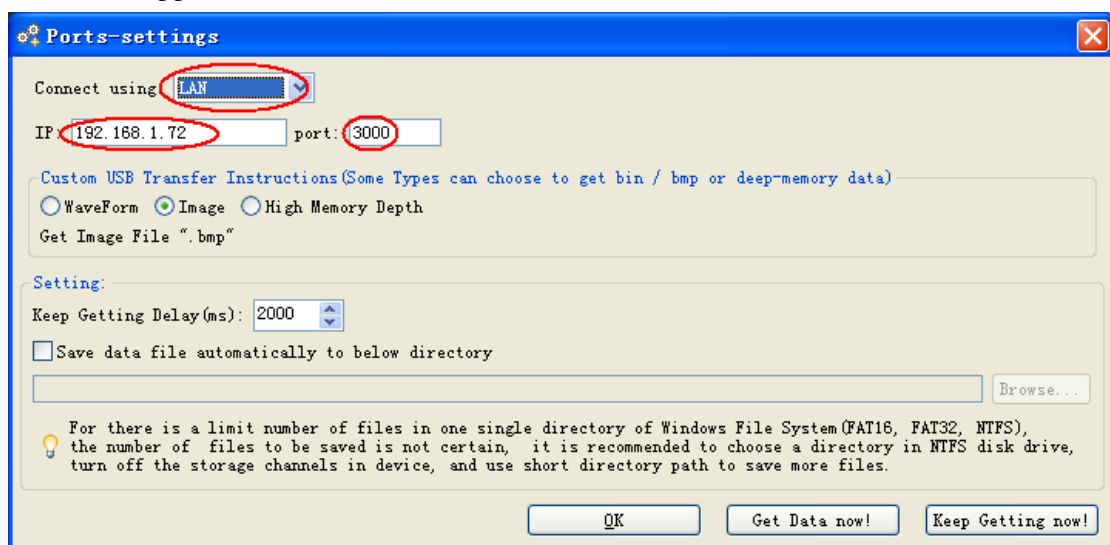 Ports-settings
Connect using LAN
IP: 192.168.1.72 port: 3000
Custom USB Transfer Instructions(Some Types can choose to get bin / bmp or deep-memory data)
WaveForm Image High Memory Depth
Get Image File ".bmp"
Setting:
Keep Getting Delay(ms): 2000
Save data file automatically to below directory
Browse...
For there is a limit number of files in one single directory of Windows File System(FAT16, FAT32, NTFS),
the number of files to be saved is not certain, it is recommended to choose a directory in NTFS disk drive,
turn off the storage channels in device, and use short directory path to save more files.
OK Get Data now! Keep Getting now!